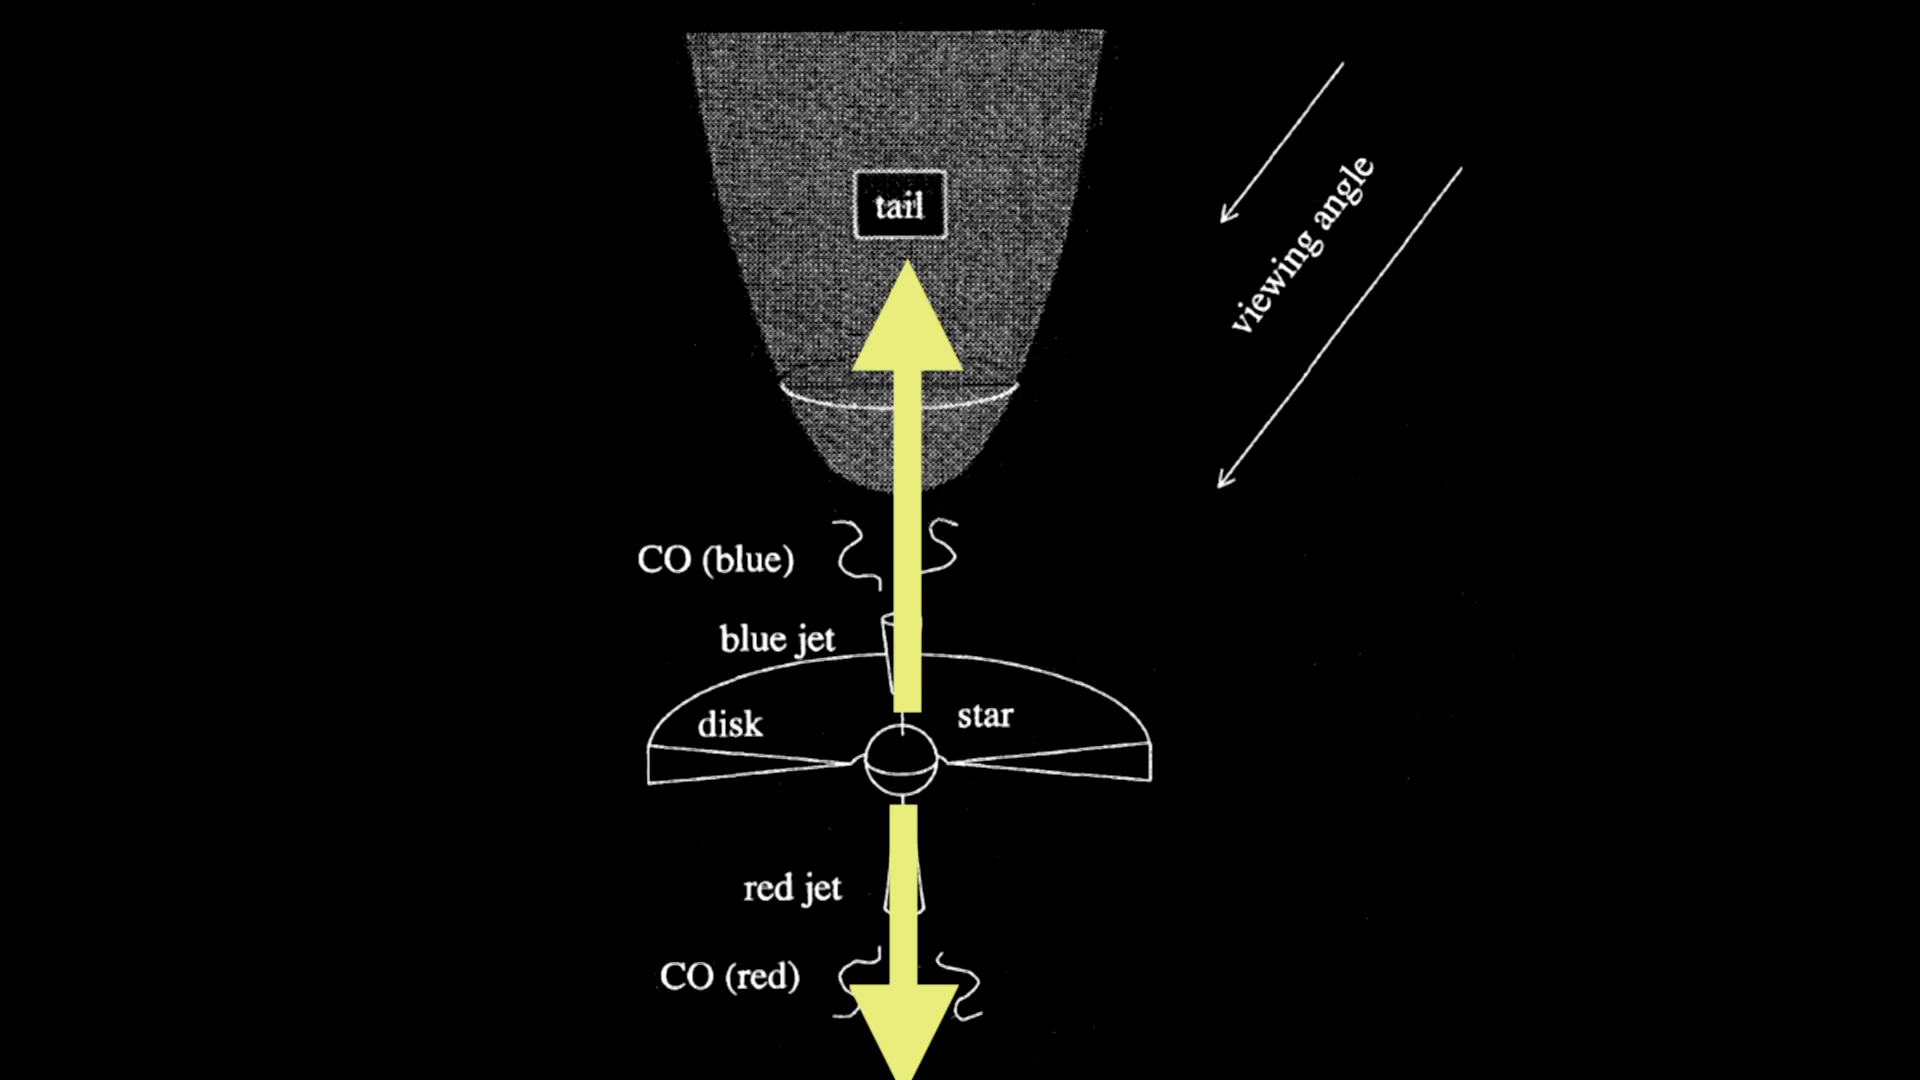 tail
viewing angle
CO (blue)
blue jet
disk
star
red jet
CO (red)